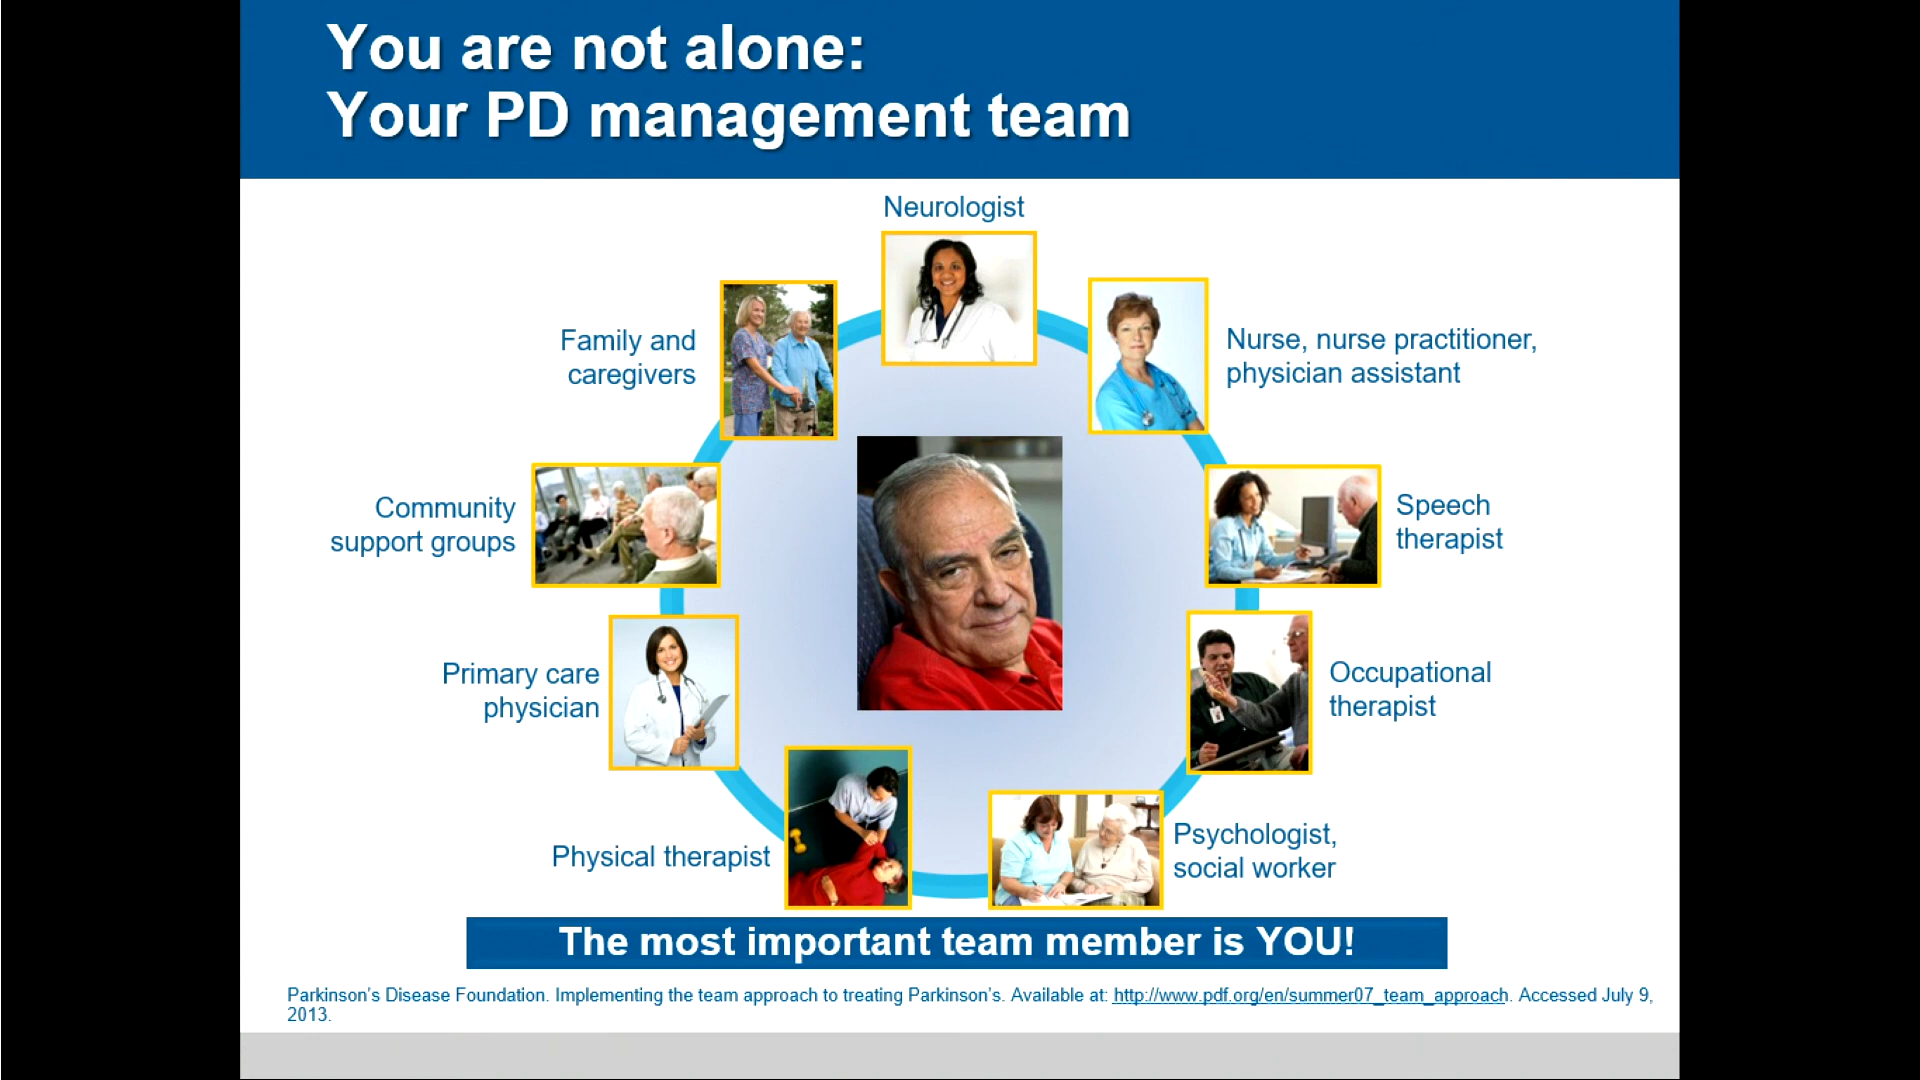 You are not alone:
Your PD management team
Neurologist
Family and
caregivers
Nurse, nurse practitioner,
physician assistant
Community
support groups
Speech
therapist
Primary care
physician
Occupational
therapist
Physical therapist
Psychologist,
social worker
The most important team member is YOU!
Parkinson's Disease Foundation. Implementing the team approach to treating Parkinson's. Available at: http://www.pdf.org/en/summer07_team_approach. Accessed July 9,
2013.